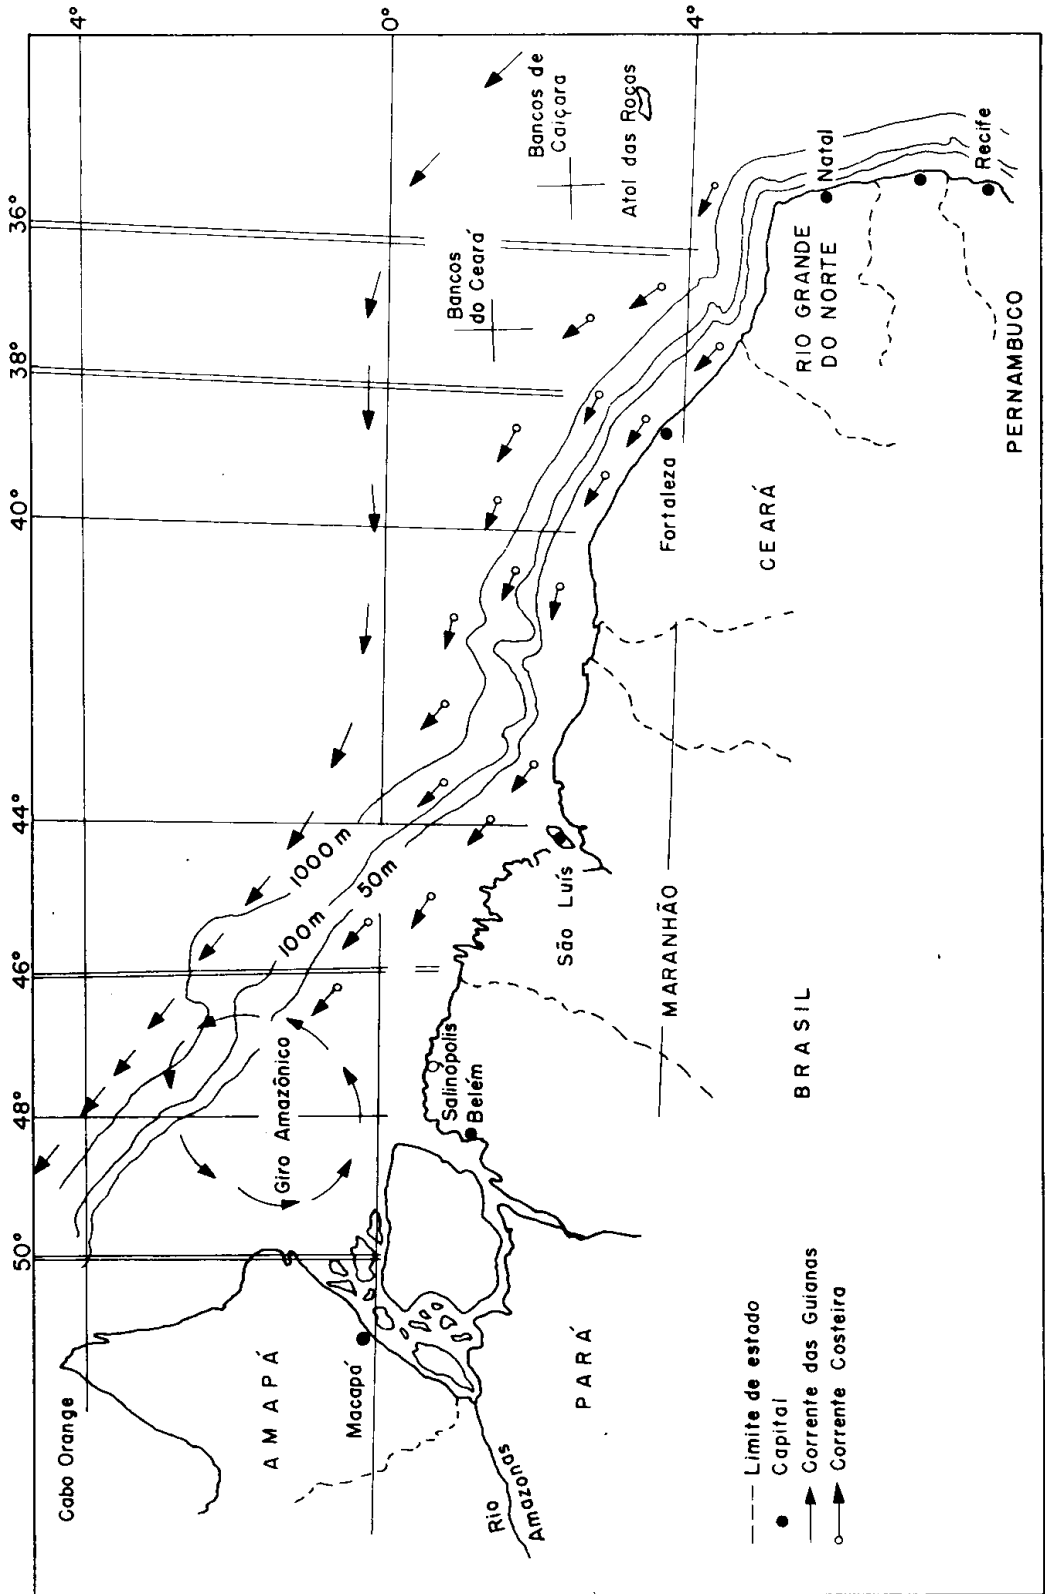 50°
48°
46°
44°
40°
38°
36°
4°
0°
4°
Cabo Orange
AMAPÁ
Macapá
Rio
Amazonas
PARÁ
Giro Amazônico
Salinópolis
Belém
1000 m
100m
50m
São Luís
MARANHÃO
BRASIL
Fortaleza
CEARÁ
Bancos
do Ceará
Bancos de
Caiçara
Atol das Roças
RIO GRANDE
DO NORTE
Natal
Recife
PERNAMBUCO
Limite de estado
Capital
Corrente das Guianas
Corrente Costeira